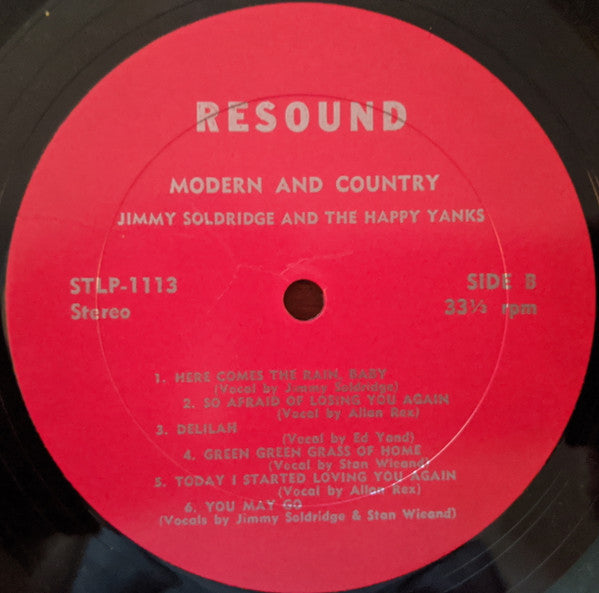 RESOUND
MODERN AND COUNTRY
JIMMY SOLDRIDGE AND THE HAPPY YANKS
STLP-1113 SIDE B
Stereo 33⅓ rpm
1. HERE COMES THE RAIN, BABY
(Vocal by Jimmy Soldridge)
2. SO AFRAID OF LOSING YOU AGAIN
(Vocal by Allan Rex)
3. DELILAH
(Vocal by Ed Yand)
4. GREEN GREEN GRASS OF HOME
(Vocal by Stan Wieand)
5. TODAY I STARTED LOVING YOU AGAIN
(Vocal by Allan Rex)
6. YOU MAY GO
(Vocals by Jimmy Soldridge & Stan Wieand)